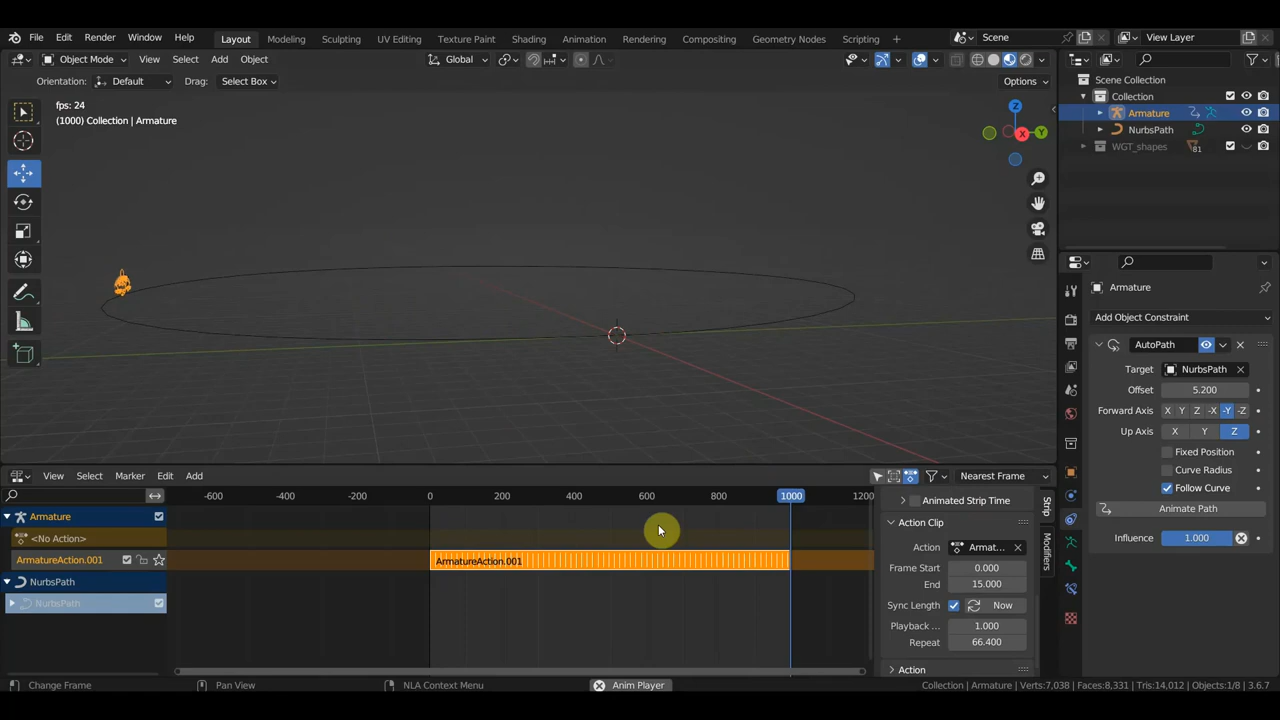 File Edit Render Window Help Layout Modeling Sculpting UV Editing Texture Paint Shading Animation Rendering Compositing Geometry Nodes Scripting + Scene View Layer
Object Mode View Select Add Object Global Options
Orientation: Default Drag: Select Box
fps: 24
(1000) Collection | Armature
Z
X
Y
Scene Collection
Collection
Armature
NurbsPath
WGT_shapes 81
Armature
Add Object Constraint
AutoPath
Target NurbsPath
Offset 5.200
Forward Axis X Y Z -X -Y -Z
Up Axis X Y Z
Fixed Position
Curve Radius
Follow Curve
Animate Path
Influence 1.000
View Select Marker Edit Add Nearest Frame
-600 -400 -200 0 200 400 600 800 1000 1200
Armature
<No Action>
ArmatureAction.001
ArmatureAction.001
NurbsPath
NurbsPath
Animated Strip Time
Action Clip
Action Armat...
Frame Start 0.000
End 15.000
Sync Length Now
Playback ... 1.000
Repeat 66.400
Action
Strip
Modifiers
Change Frame Pan View NLA Context Menu Anim Player Collection | Armature | Verts:7,038 | Faces:8,331 | Tris:14,012 | Objects:1/8 | 3.6.7